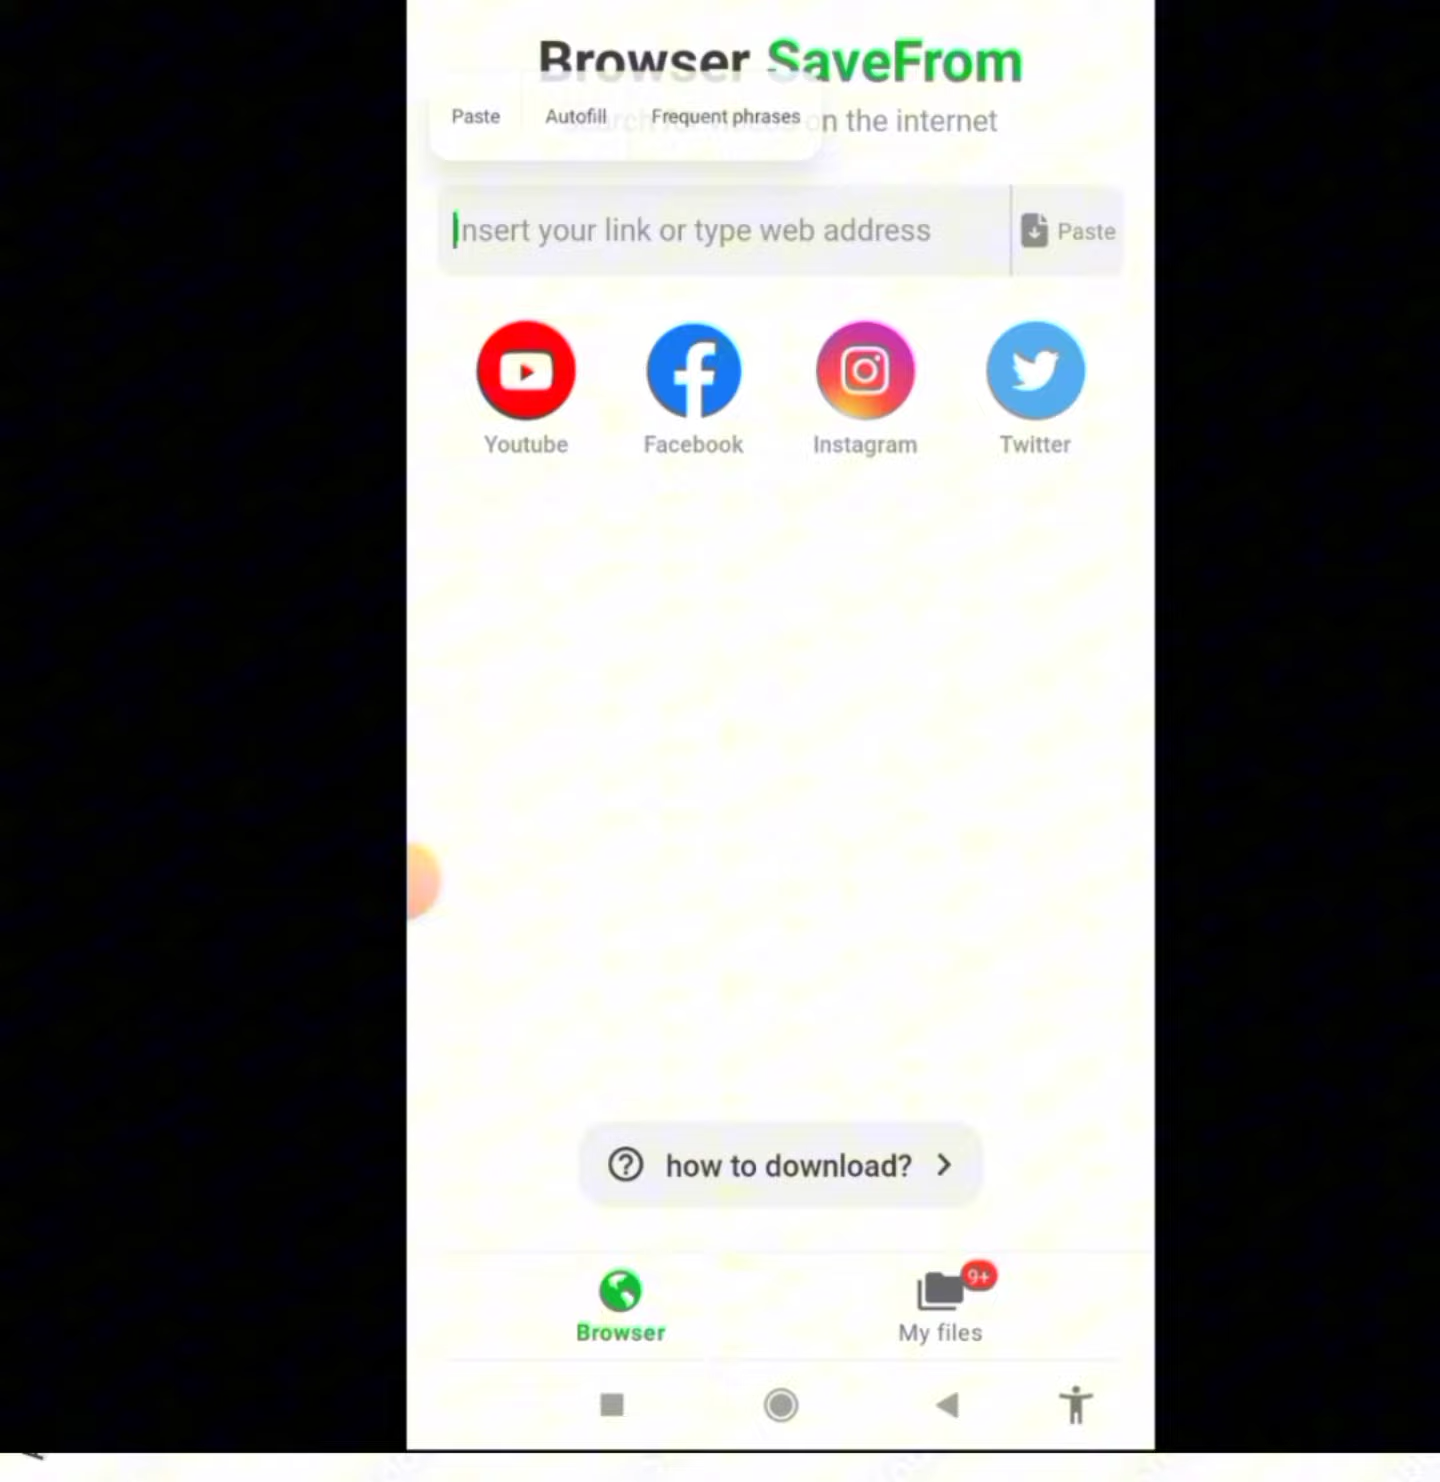 Browser SaveFrom
Paste Autofill Frequent phrases
on the internet
Insert your link or type web address
Paste
Youtube Facebook Instagram Twitter
how to download?
9+
Browser My files